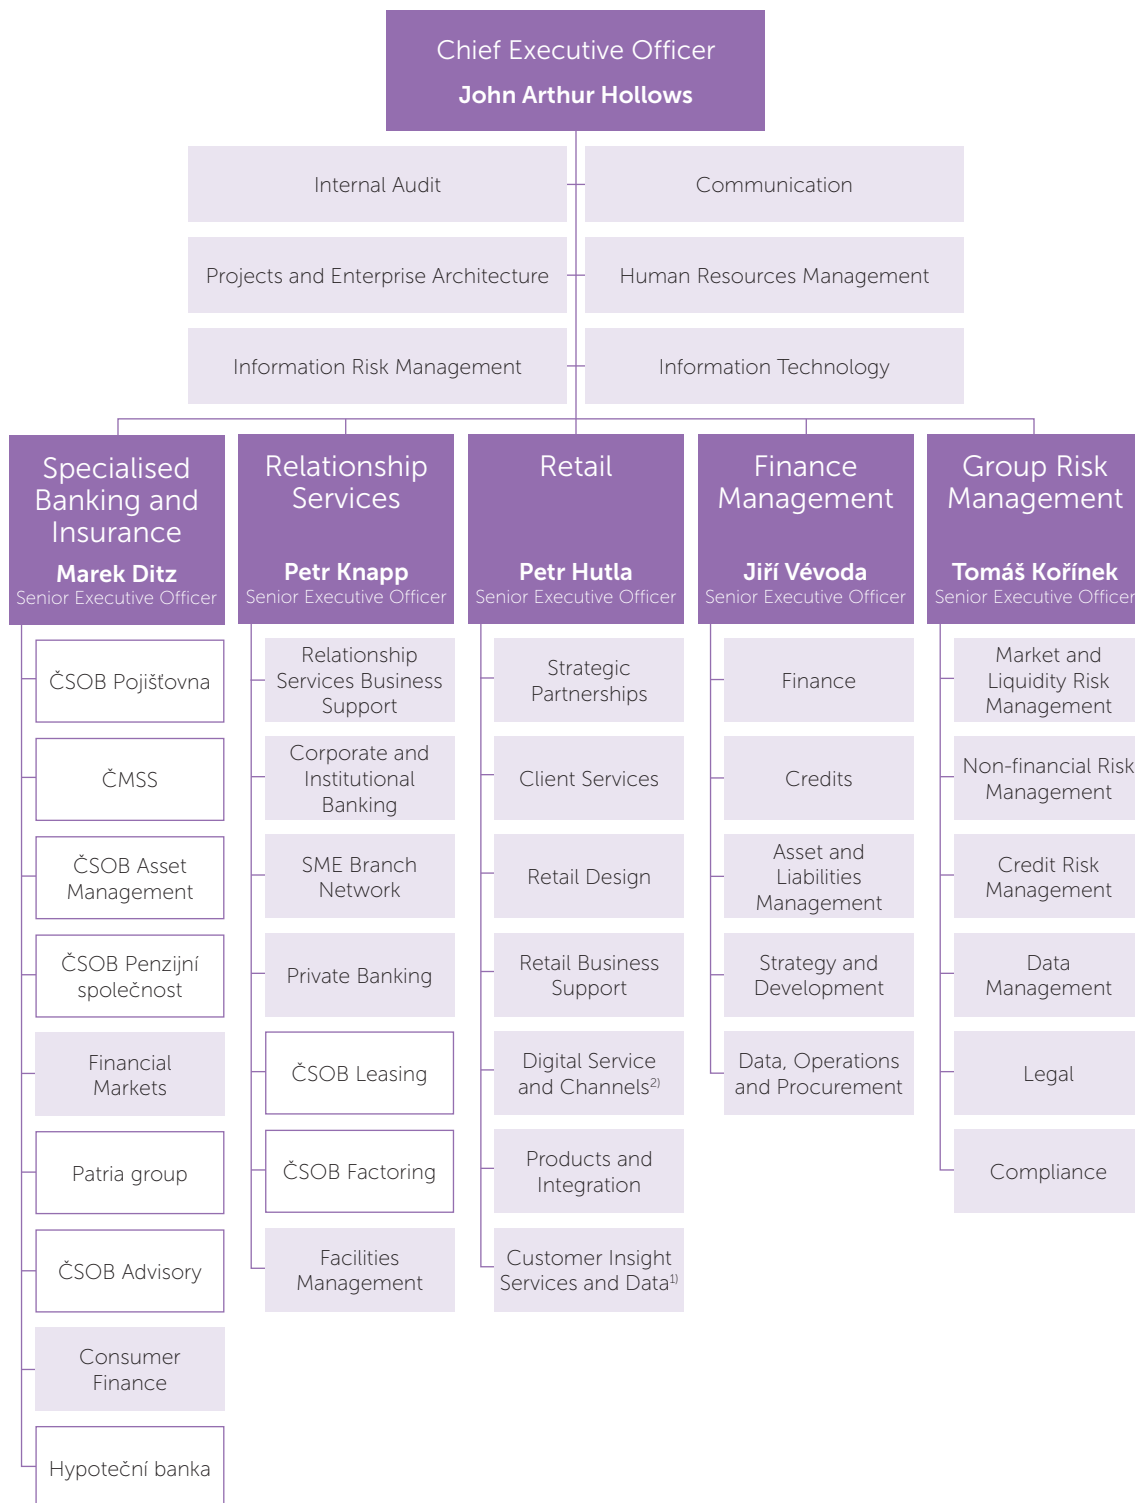 Chief Executive Officer
John Arthur Hollows
Internal Audit
Communication
Projects and Enterprise Architecture
Human Resources Management
Information Risk Management
Information Technology
Specialised
Banking and
Insurance
Marek Ditz
Senior Executive Officer
ČSOB Pojišťovna
ČMSS
ČSOB Asset
Management
ČSOB Penzijní
společnost
Financial
Markets
Patria group
ČSOB Advisory
Consumer
Finance
Hypoteční banka
Relationship
Services
Petr Knapp
Senior Executive Officer
Relationship
Services Business
Support
Corporate and
Institutional
Banking
SME Branch
Network
Private Banking
ČSOB Leasing
ČSOB Factoring
Facilities
Management
Retail
Petr Hutla
Senior Executive Officer
Strategic
Partnerships
Client Services
Retail Design
Retail Business
Support
Digital Service
and Channels2)
Products and
Integration
Customer Insight
Services and Data1)
Finance
Management
Jiří Vévoda
Senior Executive Officer
Finance
Credits
Asset and
Liabilities
Management
Strategy and
Development
Data, Operations
and Procurement
Group Risk
Management
Tomáš Kořínek
Senior Executive Officer
Market and
Liquidity Risk
Management
Non-financial Risk
Management
Credit Risk
Management
Data
Management
Legal
Compliance